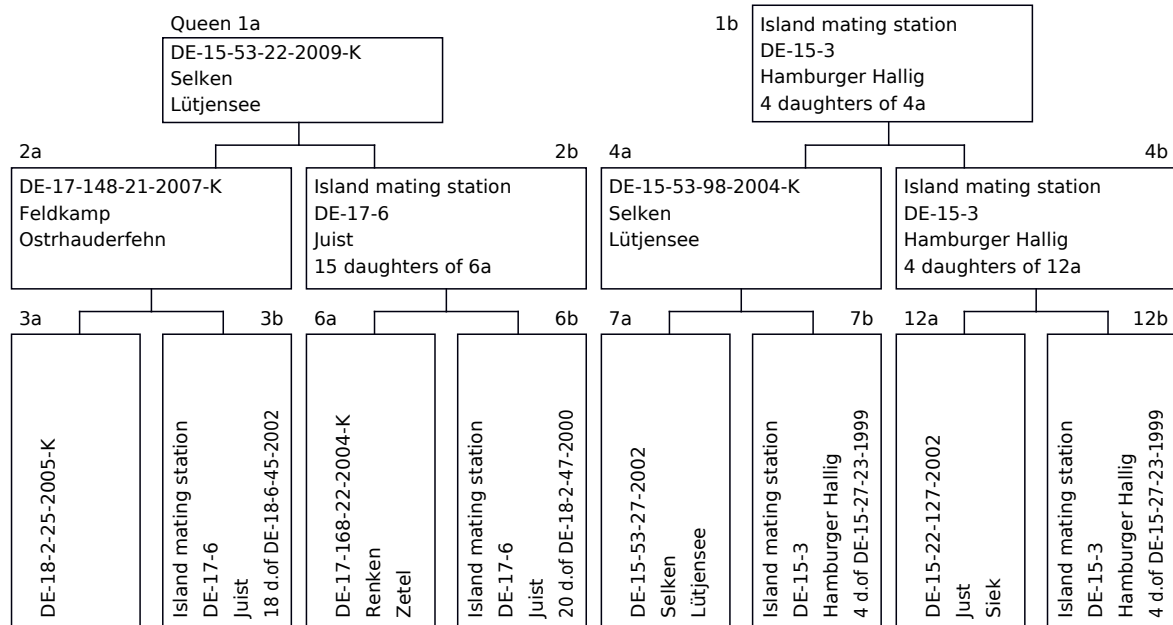 Queen 1a
DE-15-53-22-2009-K
Selken
Lütjensee
1b
Island mating station
DE-15-3
Hamburger Hallig
4 daughters of 4a
2a
DE-17-148-21-2007-K
Feldkamp
Ostrhauderfehn
2b
Island mating station
DE-17-6
Juist
15 daughters of 6a
4a
DE-15-53-98-2004-K
Selken
Lütjensee
4b
Island mating station
DE-15-3
Hamburger Hallig
4 daughters of 12a
3a
DE-18-2-25-2005-K
3b
Island mating station
DE-17-6
Juist
18 d.of DE-18-6-45-2002
6a
DE-17-168-22-2004-K
Renken
Zetel
6b
Island mating station
DE-17-6
Juist
20 d.of DE-18-2-47-2000
7a
DE-15-53-27-2002
Selken
Lütjensee
7b
Island mating station
DE-15-3
Hamburger Hallig
4 d.of DE-15-27-23-1999
12a
DE-15-22-127-2002
Just
Siek
12b
Island mating station
DE-15-3
Hamburger Hallig
4 d.of DE-15-27-23-1999